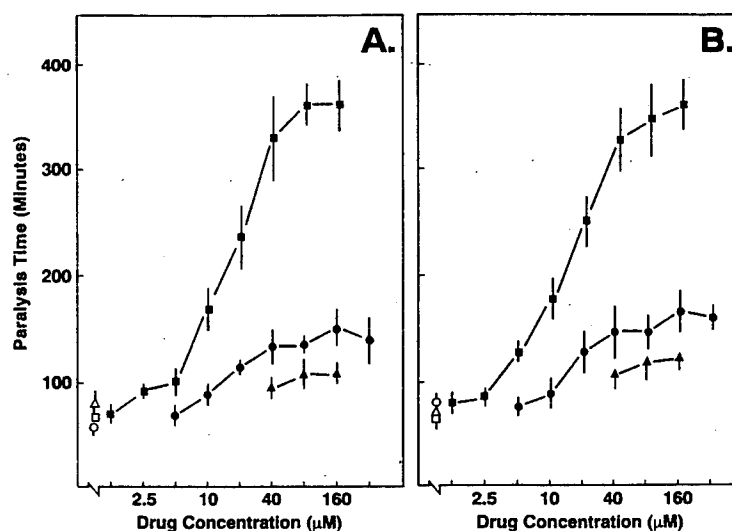 A.
B.
400
300
200
100
Paralysis Time (Minutes)
2.5 10 40 160
2.5 10 40 160
Drug Concentration (μM)
Drug Concentration (μM)